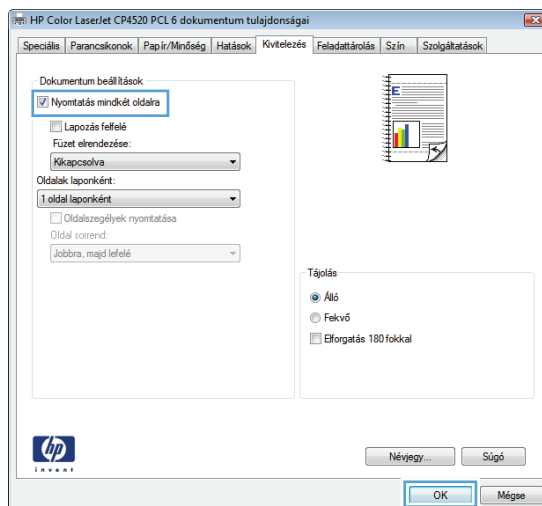 HP Color LaserJet CP4520 PCL 6 dokumentum tulajdonságai
Speciális Parancsikonok Papír/Minőség Hatások Kivitelezés Feladattárolás Szín Szolgáltatások
Dokumentum beállítások
Nyomtatás mindkét oldalra
Lapozás felfelé
Füzet elrendezése:
Kikapcsolva
Oldalak laponként:
1 oldal laponként
Oldalszegélyek nyomtatása
Oldal sorrend:
Jobbra, majd lefelé
E
Tájolás
Álló
Fekvő
Elforgatás 180 fokkal
hp
invent
Névjegy... Súgó
OK Mégse